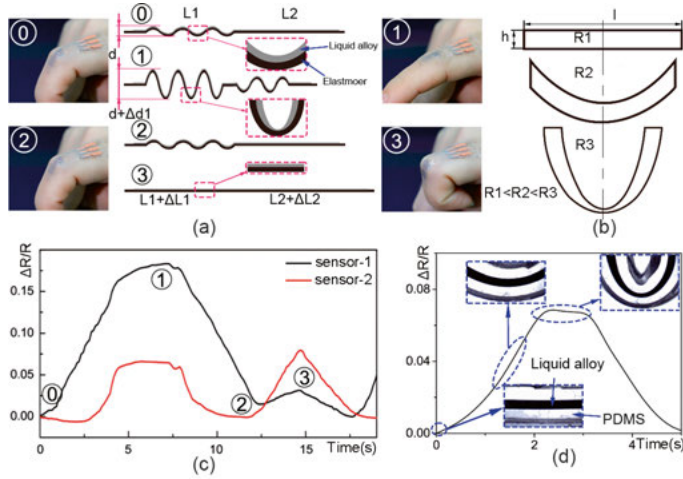 0
d
d+Δd1
L1
L2
0
Liquid alloy
Elastmoer
1
2
3
L1+ΔL1
L2+ΔL2
2
(a)
1
3
h
l
R1
R2
R3
R1<R2<R3
(b)
ΔR/R
0.15
0.10
0.05
0.00
0
5
10
15
Time(s)
sensor-1
sensor-2
0
1
2
3
(c)
ΔR/R
0.08
0.04
0.00
0
2
4
Time(s)
Liquid alloy
PDMS
(d)